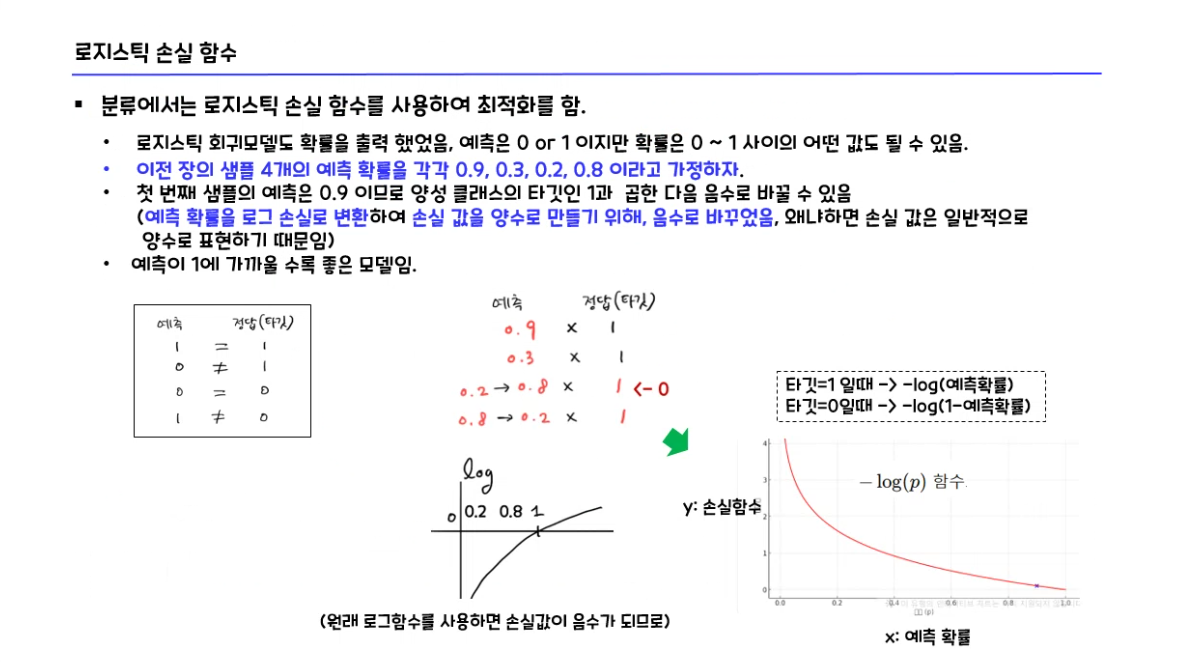 로지스틱 손실 함수
▪ 분류에서는 로지스틱 손실 함수를 사용하여 최적화를 함.
• 로지스틱 회귀모델도 확률을 출력 했었음, 예측은 0 or 1 이지만 확률은 0 ~ 1 사이의 어떤 값도 될 수 있음.
• 이전 장의 샘플 4개의 예측 확률을 각각 0.9, 0.3, 0.2, 0.8 이라고 가정하자.
• 첫 번째 샘플의 예측은 0.9 이므로 양성 클래스의 타깃인 1과 곱한 다음 음수로 바꿀 수 있음
(예측 확률을 로그 손실로 변환하여 손실 값을 양수로 만들기 위해, 음수로 바꾸었음, 왜냐하면 손실 값은 일반적으로
양수로 표현하기 때문임)
• 예측이 1에 가까울 수록 좋은 모델임.
예측 정답(타깃)
1 = 1
0 ≠ 1
0 = 0
1 ≠ 0
예측 정답(타깃)
0.9 x 1
0.3 x 1
0.2 → 0.8 x 1 <- 0
0.8 → 0.2 x 1
log
0 0.2 0.8 1
(원래 로그함수를 사용하면 손실값이 음수가 되므로)
타깃=1 일때 -> -log(예측확률)
타깃=0일때 -> -log(1-예측확률)
− log(p) 함수
y: 손실함수
4
3
2
1
0
0.0 0.2 0.4 0.6 0.8 1.0
(p)
x: 예측 확률